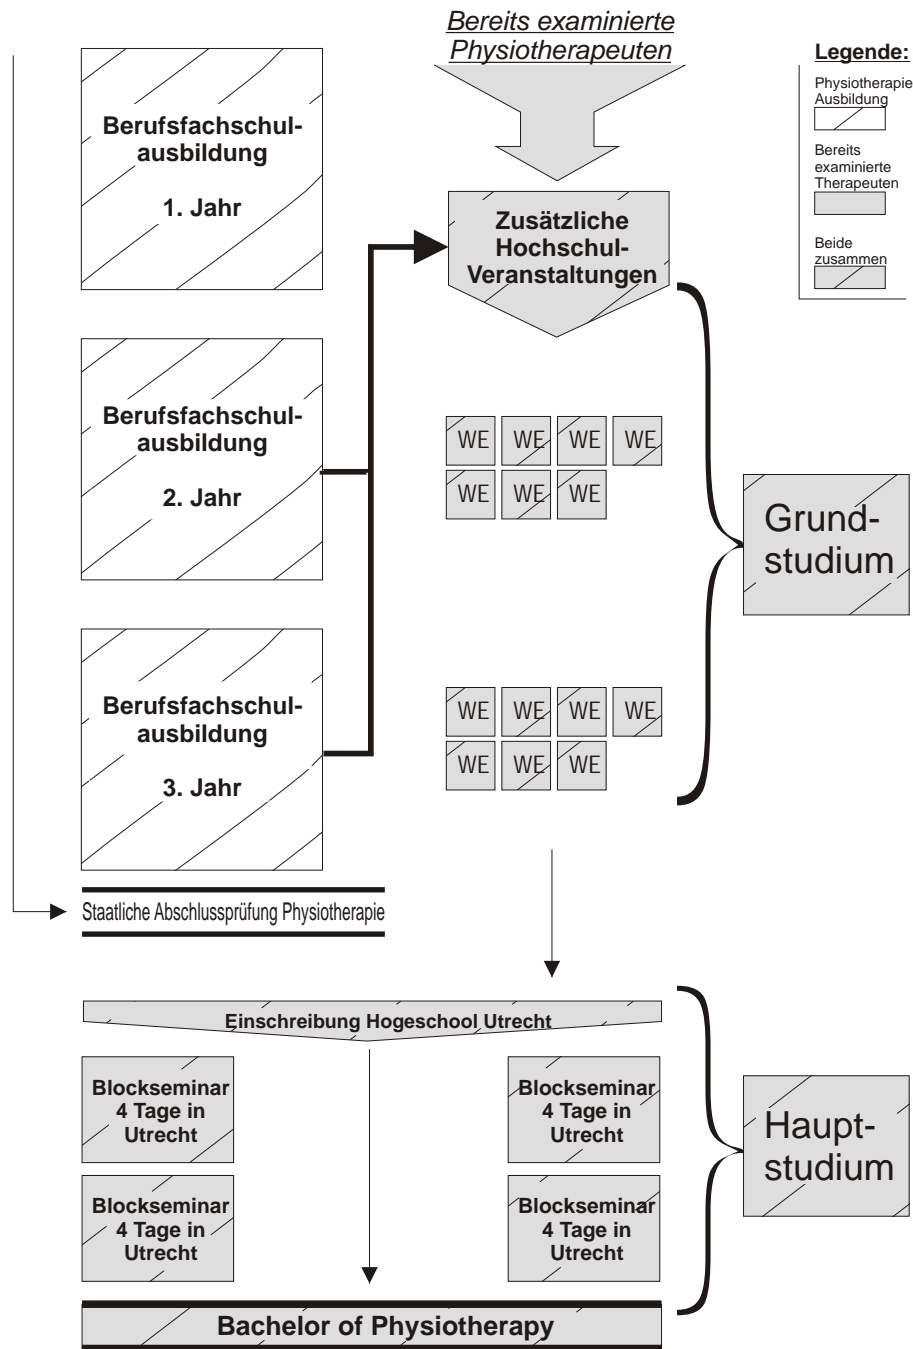 Bereits examinierte
Physiotherapeuten
Legende:
Physiotherapie
Ausbildung
Bereits
examinierte
Therapeuten
Beide
zusammen
Berufsfachschul-
ausbildung
1. Jahr
Zusätzliche
Hochschul-
Veranstaltungen
Berufsfachschul-
ausbildung
2. Jahr
WE WE WE WE
WE WE WE
Grund-
studium
Berufsfachschul-
ausbildung
3. Jahr
WE WE WE WE
WE WE WE
Staatliche Abschlussprüfung Physiotherapie
Einschreibung Hogeschool Utrecht
Blockseminar
4 Tage in
Utrecht
Blockseminar
4 Tage in
Utrecht
Haupt-
studium
Blockseminar
4 Tage in
Utrecht
Blockseminar
4 Tage in
Utrecht
Bachelor of Physiotherapy